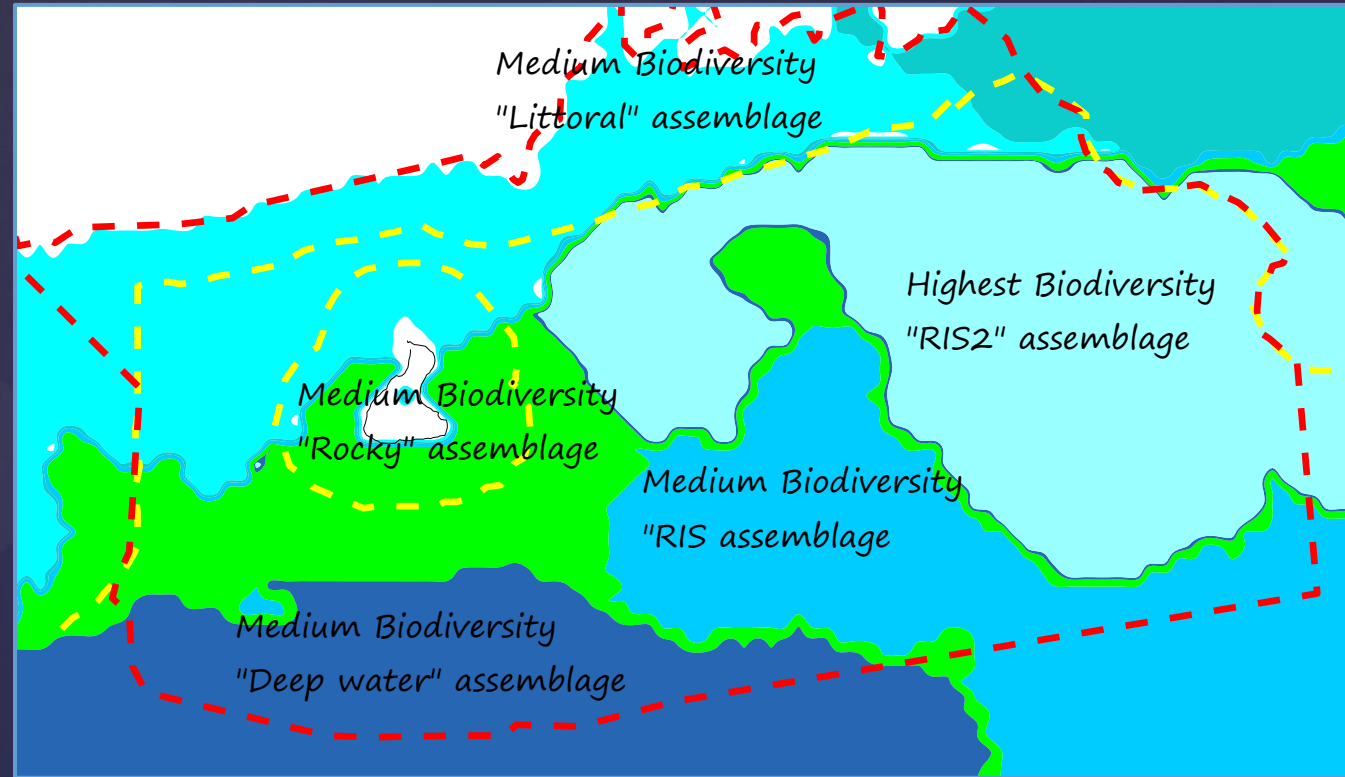 Medium Biodiversity
"Littoral" assemblage
Highest Biodiversity
"RIS2" assemblage
Medium Biodiversity
"Rocky" assemblage
Medium Biodiversity
"RIS assemblage
Medium Biodiversity
"Deep water" assemblage